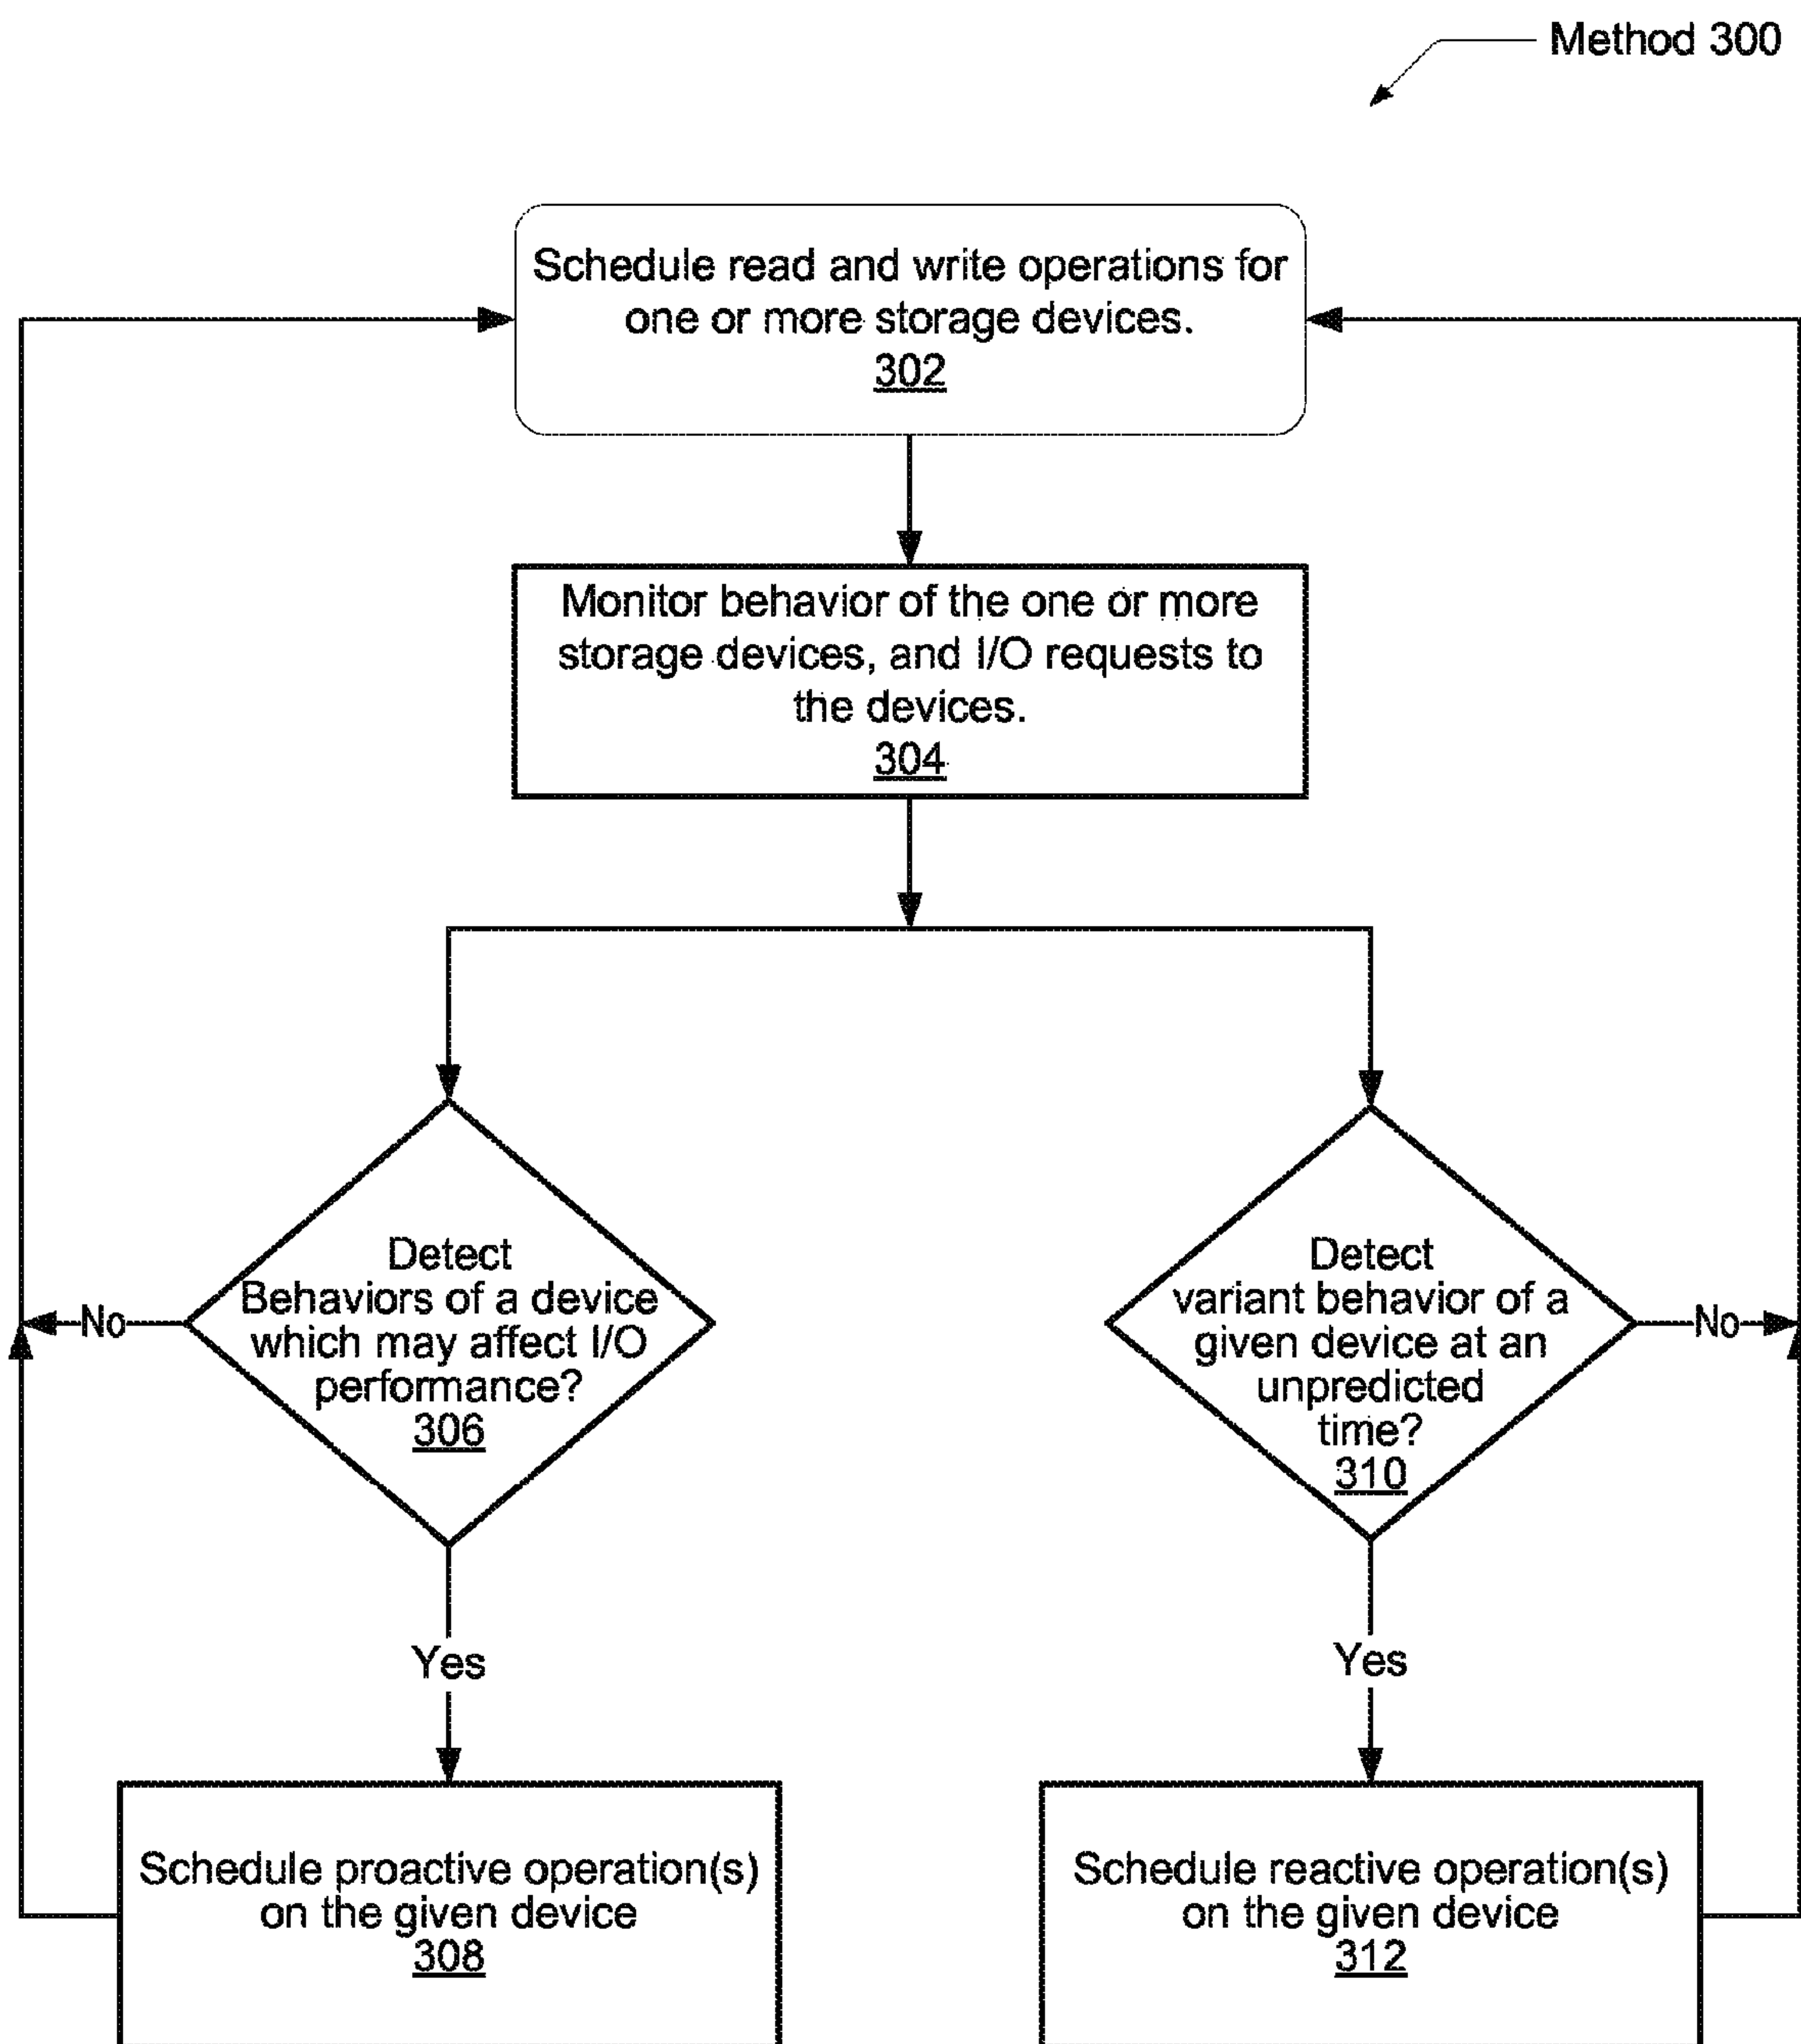 Method 300
Schedule read and write operations for
one or more storage devices.
302
Monitor behavior of the one or more
storage devices, and I/O requests to
the devices.
304
Detect
Behaviors of a device
which may affect I/O
performance?
306
No
Yes
Detect
variant behavior of a
given device at an
unpredicted
time?
310
No
Yes
Schedule proactive operation(s)
on the given device
308
Schedule reactive operation(s)
on the given device
312